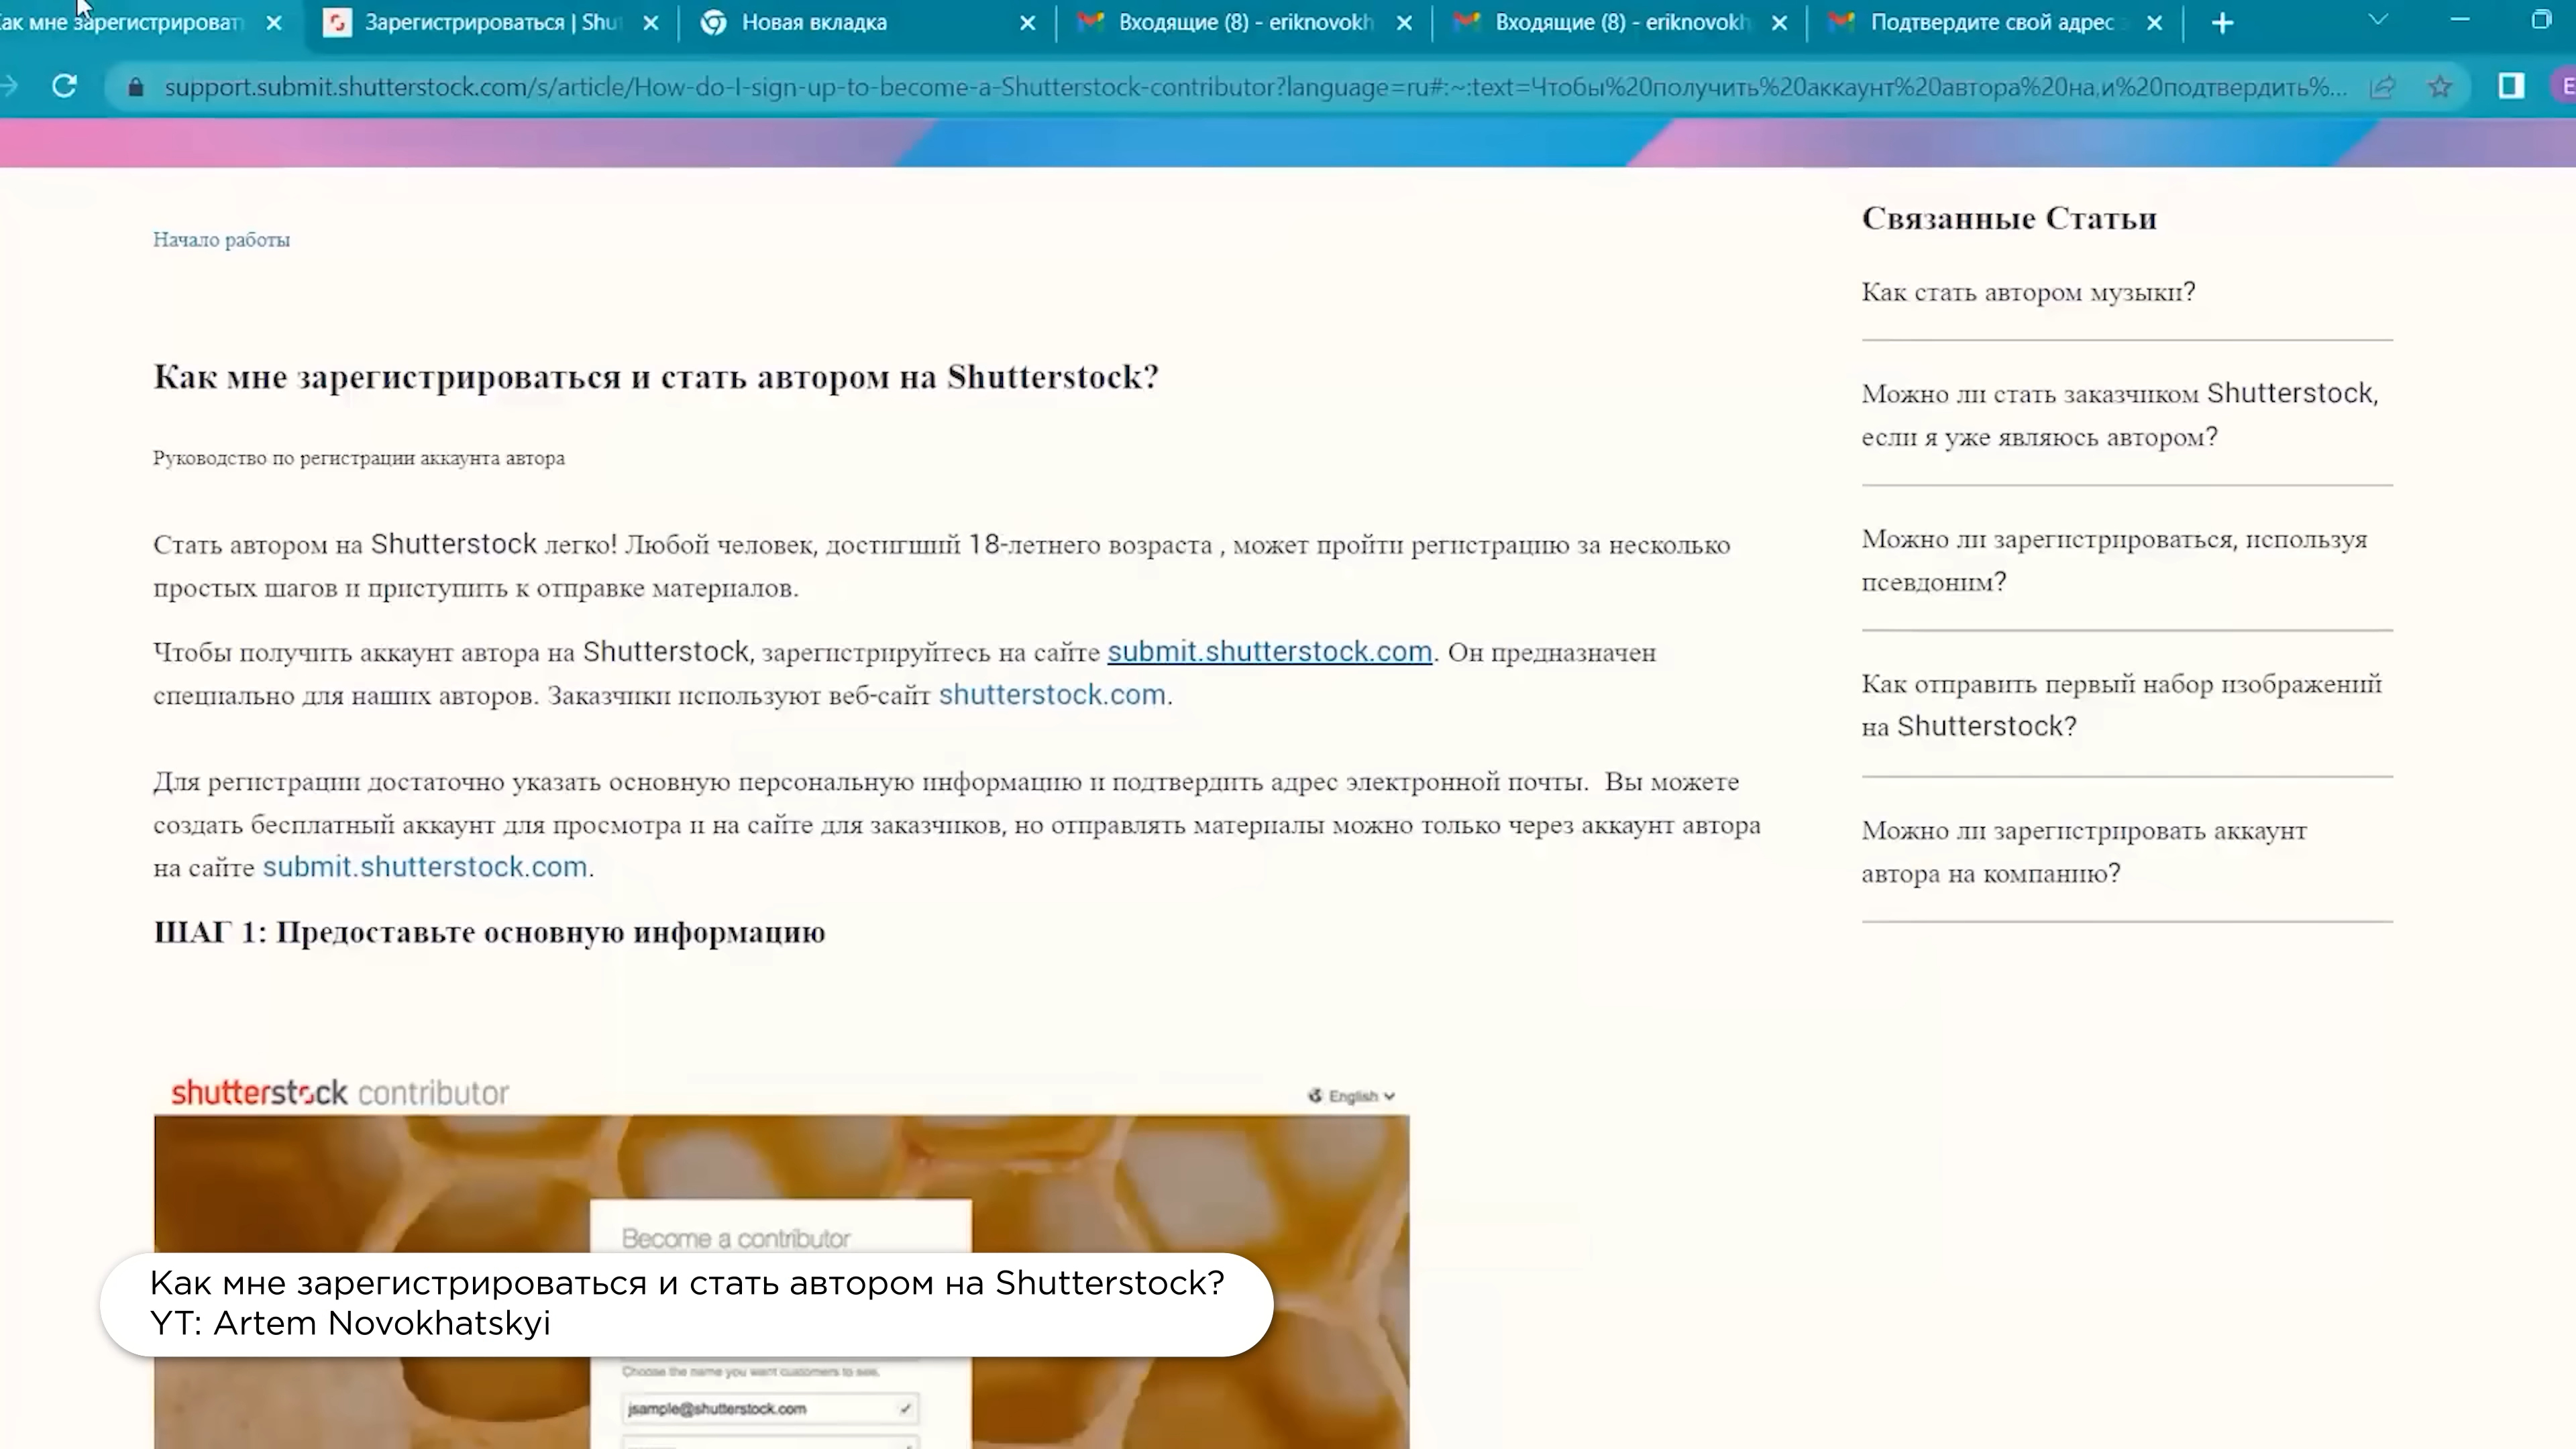 как мне зарегистрироват
Зарегистрироваться | Shu
Новая вкладка
Входящие (8) - eriknovokh
Входящие (8) - eriknovokh
Подтвердите свой адрес
support.submit.shutterstock.com/s/article/How-do-I-sign-up-to-become-a-Shutterstock-contributor?language=ru#:~:text=Чтобы%20получить%20аккаунт%20автора%20на,и%20подтвердить%...
E
Начало работы
Как мне зарегистрироваться и стать автором на Shutterstock?
Руководство по регистрации аккаунта автора
Стать автором на Shutterstock легко! Любой человек, достигший 18-летнего возраста , может пройти регистрацию за несколько
простых шагов и приступить к отправке материалов.
Чтобы получить аккаунт автора на Shutterstock, зарегистрируйтесь на сайте submit.shutterstock.com. Он предназначен
специально для наших авторов. Заказчики используют веб-сайт shutterstock.com.
Для регистрации достаточно указать основную персональную информацию и подтвердить адрес электронной почты.  Вы можете
создать бесплатный аккаунт для просмотра и на сайте для заказчиков, но отправлять материалы можно только через аккаунт автора
на сайте submit.shutterstock.com.
ШАГ 1: Предоставьте основную информацию
Связанные Статьи
Как стать автором музыки?
Можно ли стать заказчиком Shutterstock,
если я уже являюсь автором?
Можно ли зарегистрироваться, используя
псевдоним?
Как отправить первый набор изображений
на Shutterstock?
Можно ли зарегистрировать аккаунт
автора на компанию?
shutterstock contributor
English
Become a contributor
Как мне зарегистрироваться и стать автором на Shutterstock?
YT: Artem Novokhatskyi
Choose the name you want customers to see.
jsample@shutterstock.com